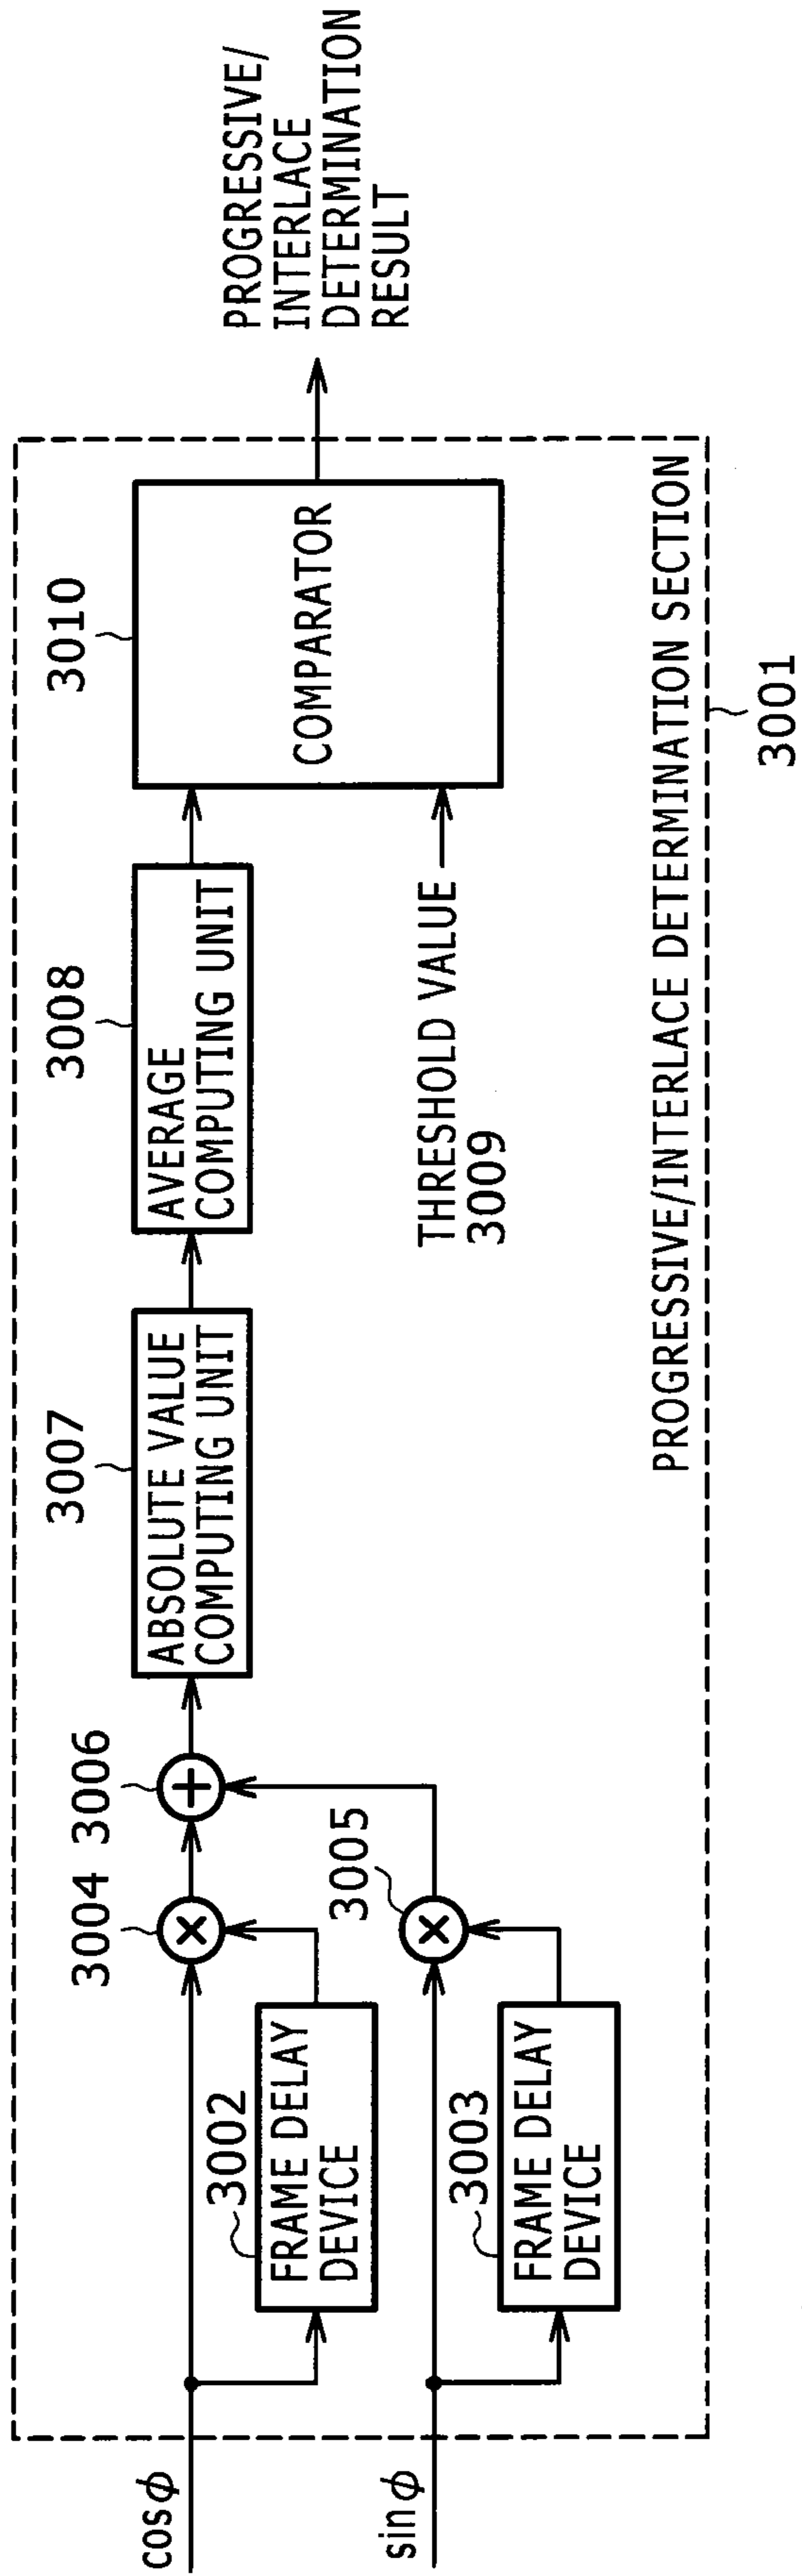 cosφ
sinφ
3002
FRAME DELAY
DEVICE
3003
FRAME DELAY
DEVICE
3004
×
3005
×
3006
+
3007
ABSOLUTE VALUE
COMPUTING UNIT
3008
AVERAGE
COMPUTING UNIT
THRESHOLD VALUE
3009
3010
COMPARATOR
PROGRESSIVE/
INTERLACE
DETERMINATION
RESULT
PROGRESSIVE/INTERLACE DETERMINATION SECTION
3001